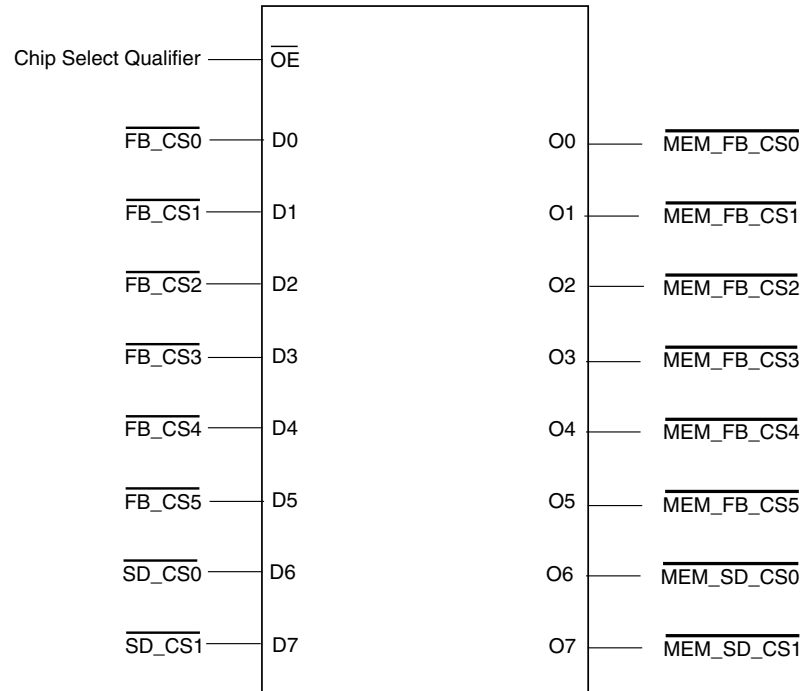 Chip Select Qualifier OE
FB_CS0 D0 O0 MEM_FB_CS0
FB_CS1 D1 O1 MEM_FB_CS1
FB_CS2 D2 O2 MEM_FB_CS2
FB_CS3 D3 O3 MEM_FB_CS3
FB_CS4 D4 O4 MEM_FB_CS4
FB_CS5 D5 O5 MEM_FB_CS5
SD_CS0 D6 O6 MEM_SD_CS0
SD_CS1 D7 O7 MEM_SD_CS1